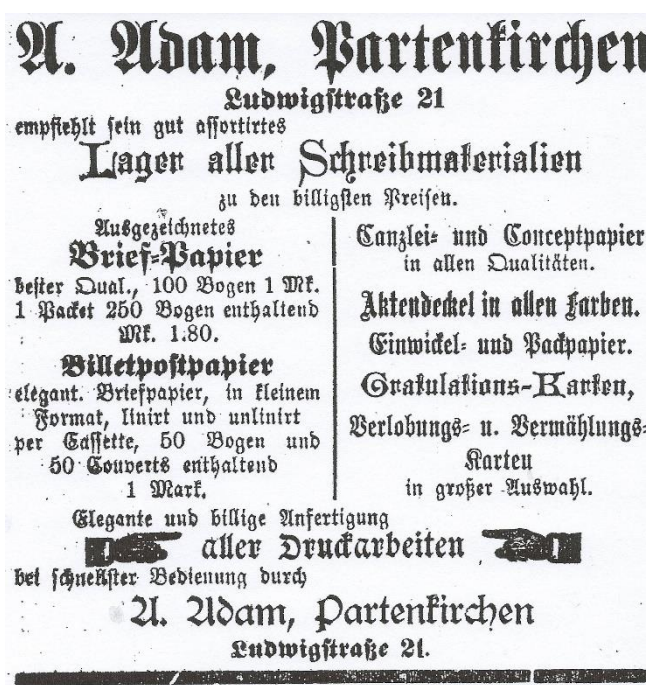 A. Adam, Partenkirchen
Ludwigstraße 21
empfiehlt sein gut assortirtes
Lager aller Schreibmaterialien
zu den billigsten Preisen.
Ausgezeichnetes
Brief-Papier
bester Qual., 100 Bogen 1 Mk.
1 Packet 250 Bogen enthaltend
Mk. 1.80.
Billetpostpapier
elegant. Briefpapier, in kleinem
Format, linirt und unlinirt
per Cassette, 50 Bogen und
50 Couverts enthaltend
1 Mark.
Canzlei- und Conceptpapier
in allen Qualitäten.
Aktendeckel in allen Farben.
Einwickel- und Packpapier.
Gratulations-Karten,
Verlobungs- u. Vermählungs-
Karten
in großer Auswahl.
Elegante und billige Anfertigung
aller Druckarbeiten
bei schnellster Bedienung durch
A. Adam, Partenkirchen
Ludwigstraße 21.